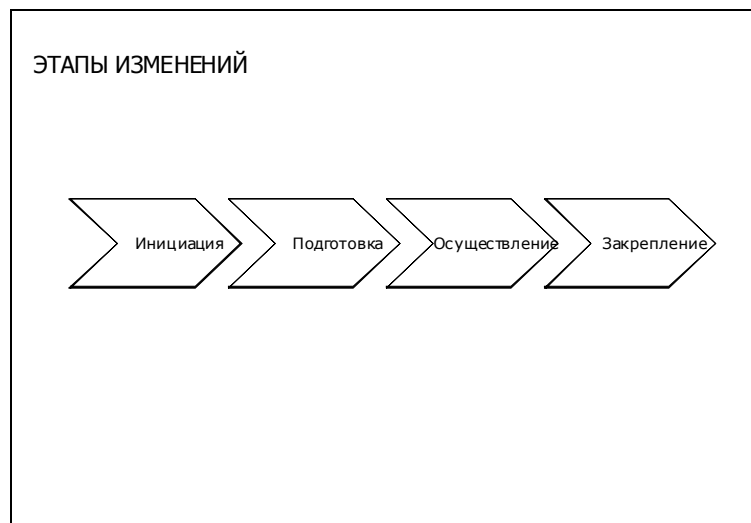 ЭТАПЫ ИЗМЕНЕНИЙ
Инициация
Подготовка
Осуществление
Закрепление